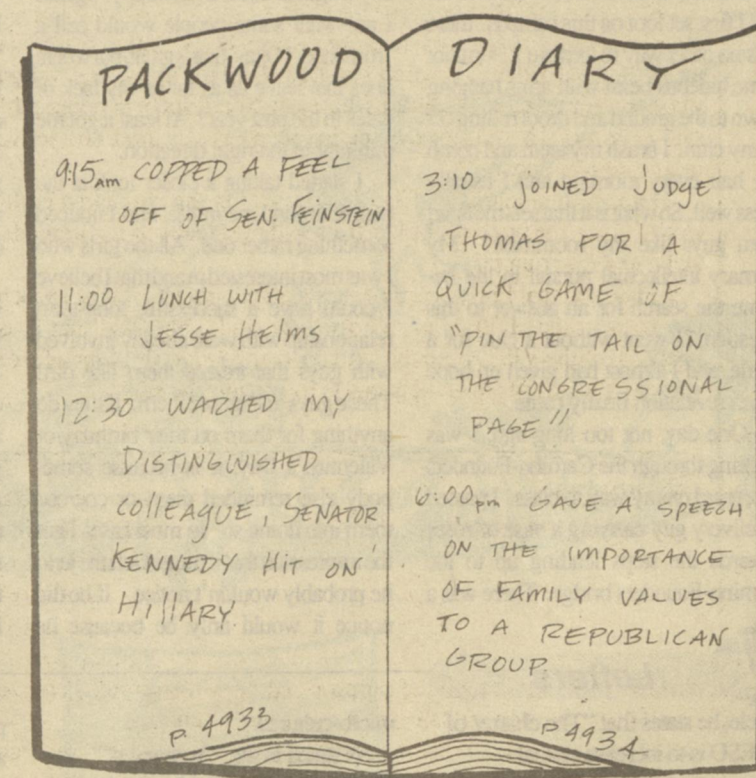 PACKWOOD DIARY
9:15am COPPED A FEEL
OFF OF SEN. FEINSTEIN
11:00 LUNCH WITH
JESSE HELMS
12:30 WATCHED MY
DISTINGUISHED
COLLEAGUE, SENATOR
KENNEDY HIT ON
HILLARY.
P. 4933
3:10 JOINED JUDGE
THOMAS FOR A
QUICK GAME OF
"PIN THE TAIL ON
THE CONGRESSIONAL
PAGE"
6:00pm GAVE A SPEECH
ON THE IMPORTANCE
OF FAMILY VALUES
TO A REPUBLICAN
GROUP.
P 4934